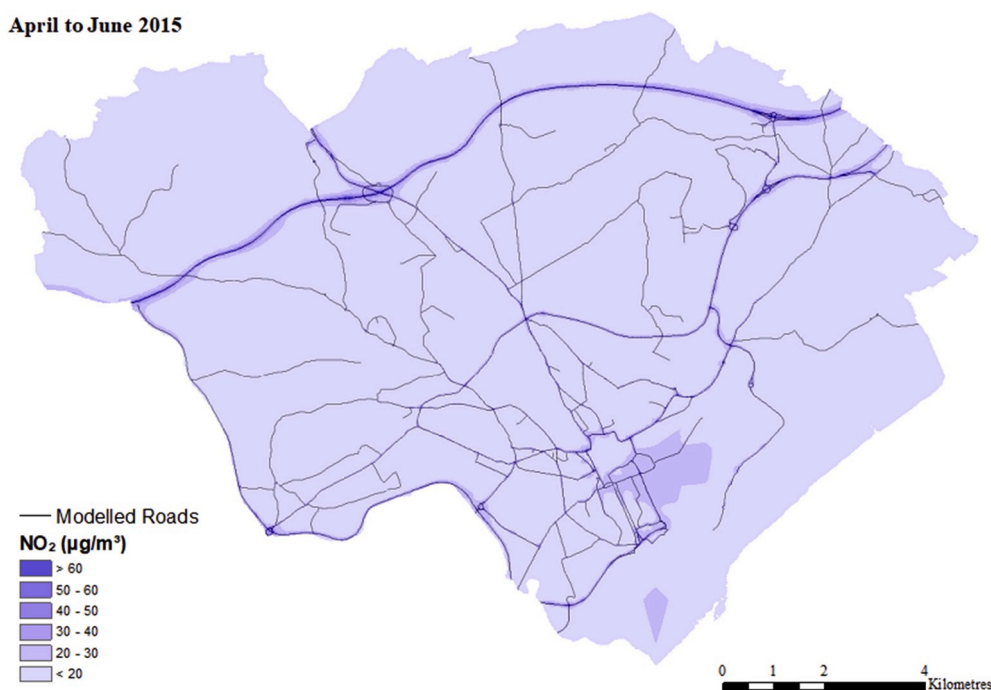 April to June 2015
Modelled Roads
NO₂ (µg/m³)
> 60
50 - 60
40 - 50
30 - 40
20 - 30
< 20
0 1 2 4
Kilometres